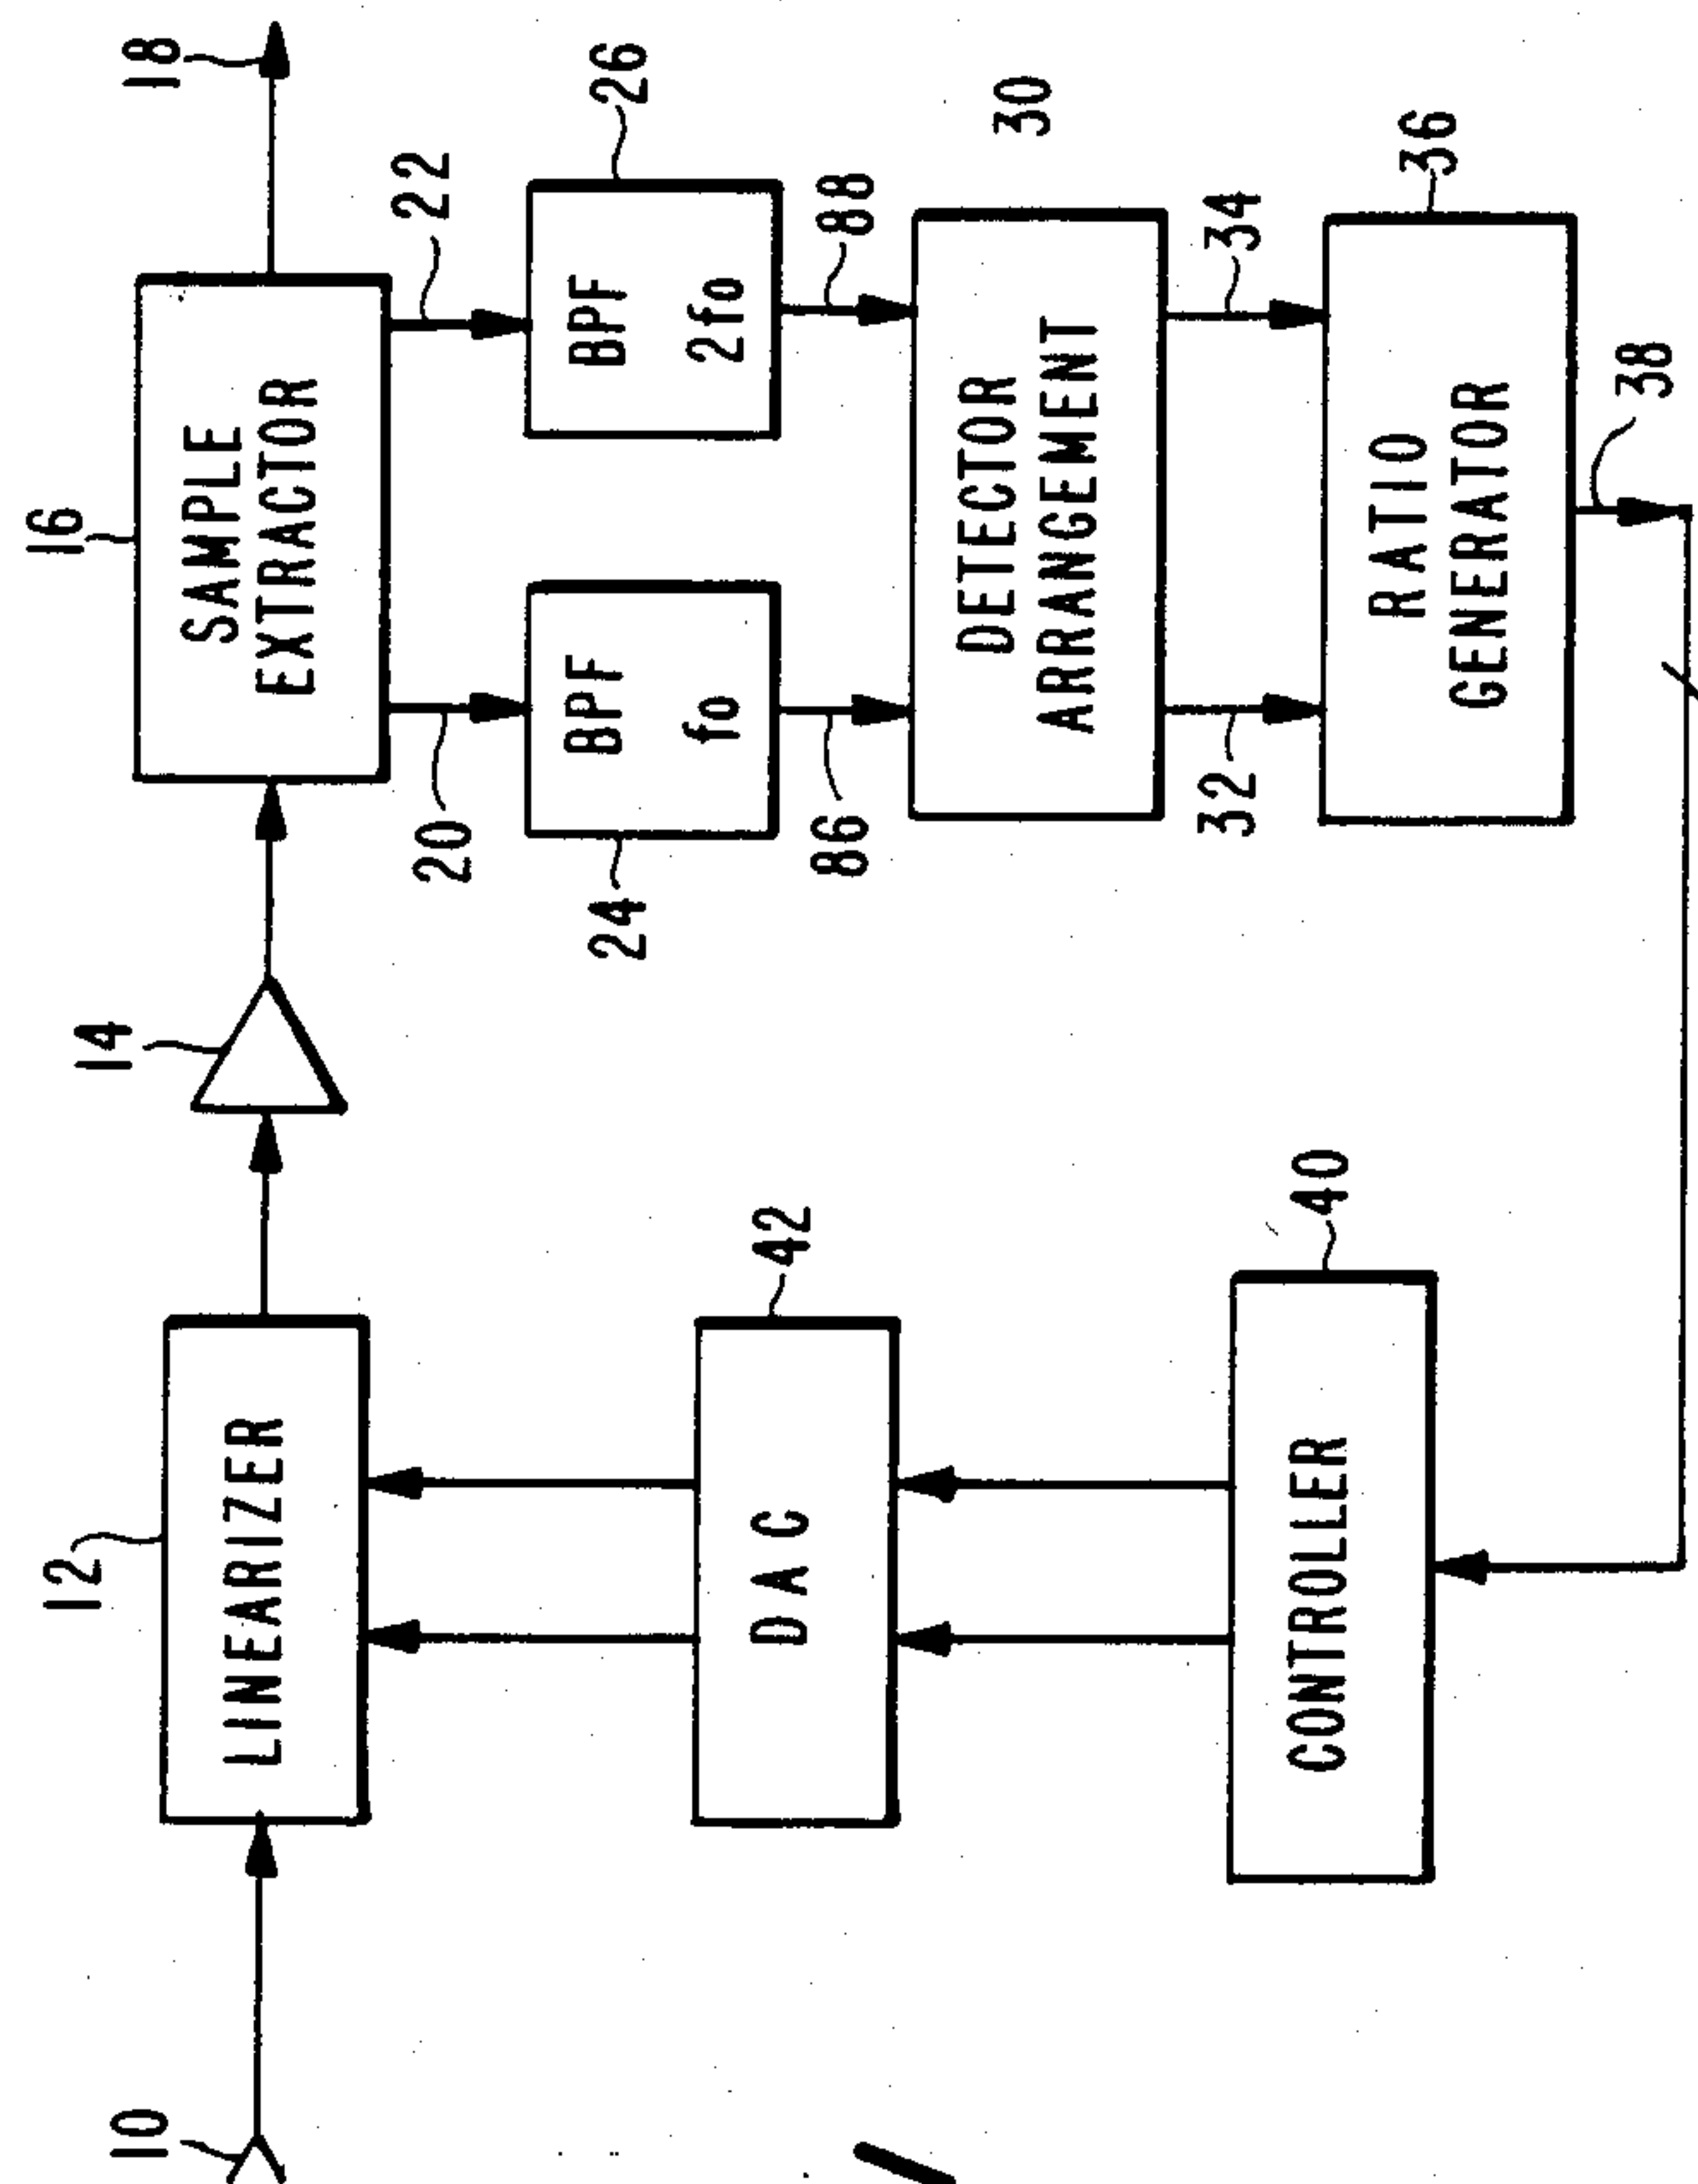 10
12
LINEARIZER
14
16
SAMPLE
EXTRACTOR
18
20
22
24
BPF
fo
26
BPF
2fo
86
88
DETECTOR
ARRANGEMENT
30
32
34
RATIO
GENERATOR
36
38
DAC
42
CONTROLLER
40